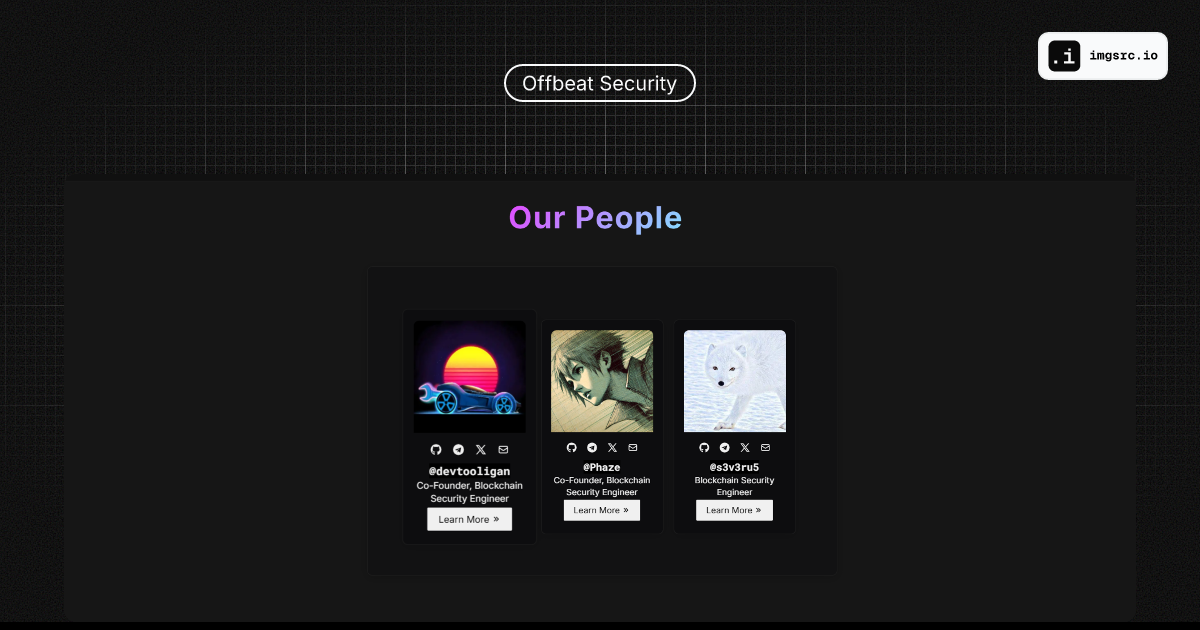 Offbeat Security
.i imgsrc.io
Our People
@devtooligan
Co-Founder, Blockchain
Security Engineer
Learn More »
@Phaze
Co-Founder, Blockchain
Security Engineer
Learn More »
@s3v3ru5
Blockchain Security
Engineer
Learn More »